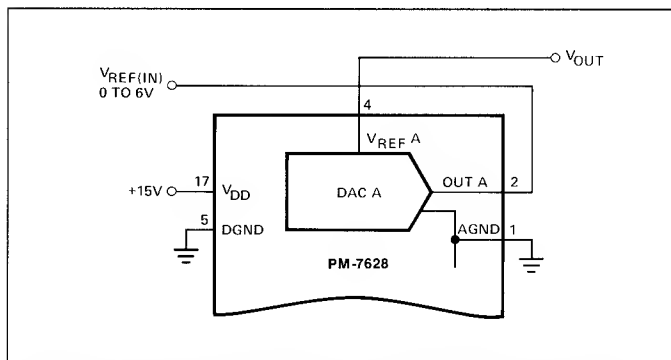 V_OUT
V_REF(IN)
0 TO 6V
4
V_REF A
+15V
17
V_DD
DAC A
OUT A
2
5
DGND
AGND
1
PM-7628